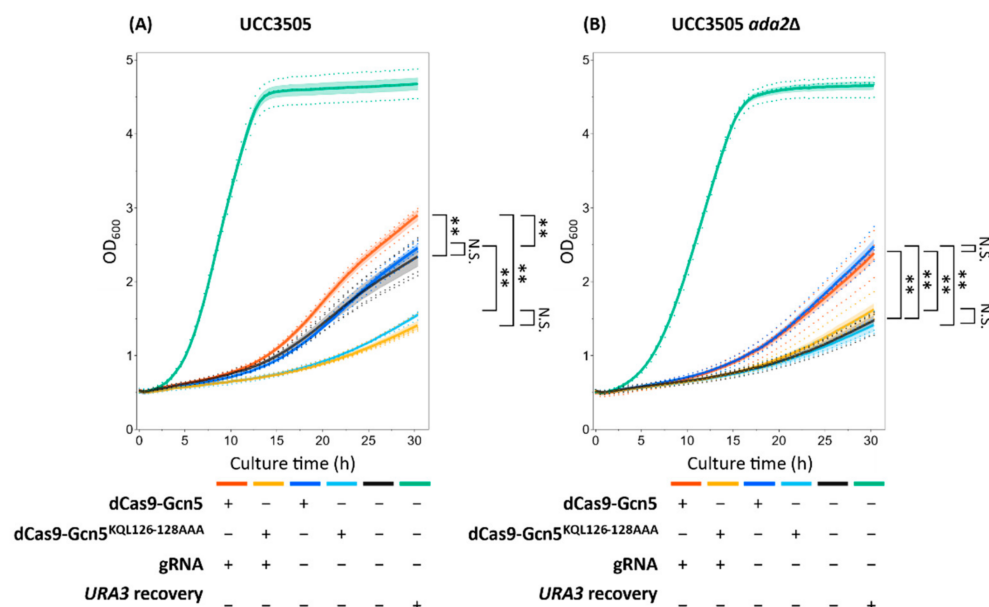 (A) UCC3505
OD600
5
4
3
2
1
0
0 5 10 15 20 25 30
Culture time (h)
**
N.S.
**
**
**
N.S.
(B) UCC3505 ada2Δ
OD600
5
4
3
2
1
0
0 5 10 15 20 25 30
Culture time (h)
**
**
**
**
N.S.
N.S.
dCas9-Gcn5 + – + – – –
dCas9-Gcn5KQL126-128AAA – + – + – –
gRNA + + – – – –
URA3 recovery – – – – – +
dCas9-Gcn5 + – + – – –
dCas9-Gcn5KQL126-128AAA – + – + – –
gRNA + + – – – –
URA3 recovery – – – – – +